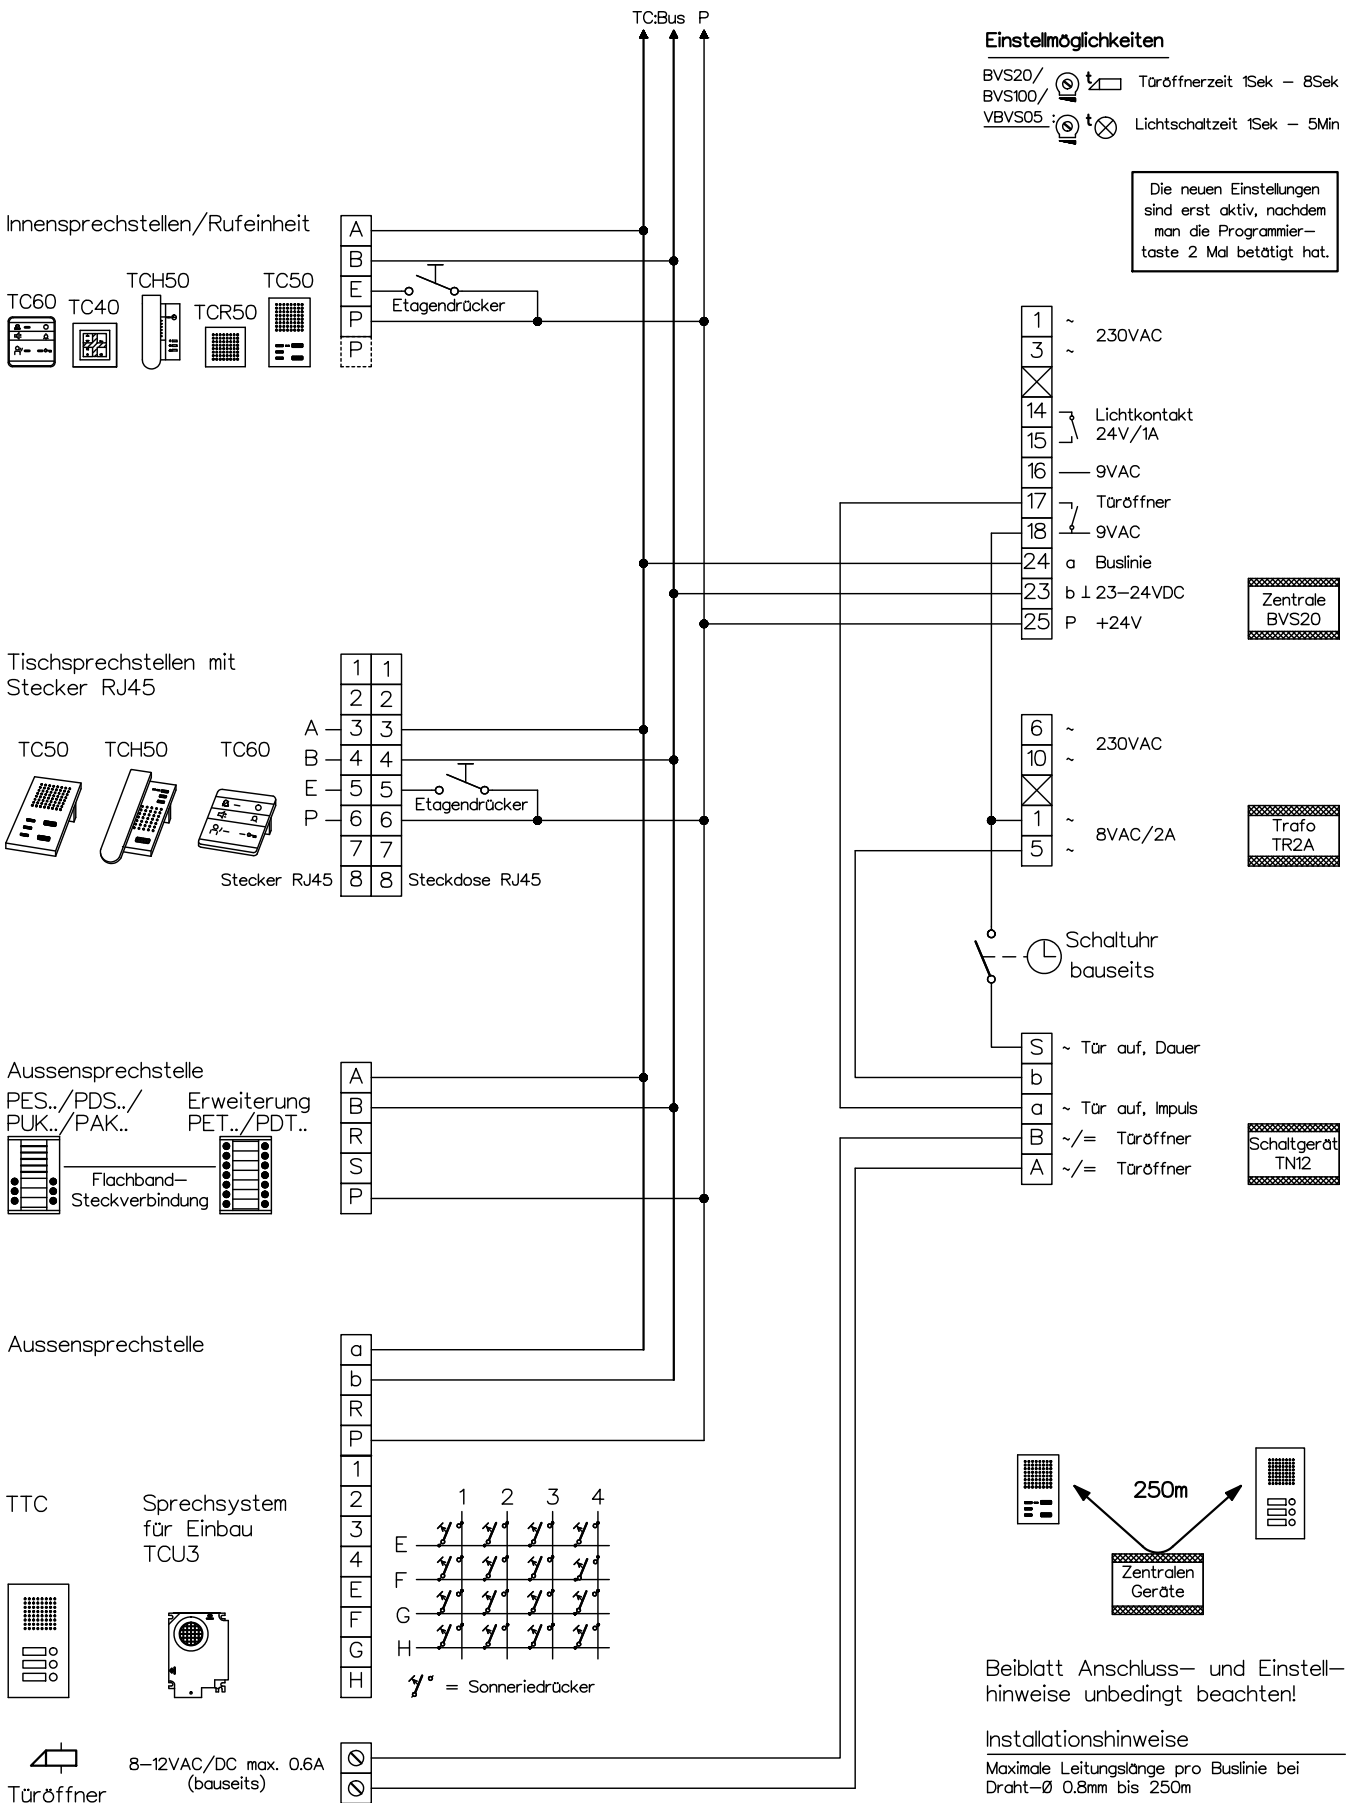 TC:Bus P
Einstellmöglichkeiten
BVS20/
BVS100/
VBVS05 :
t Türöffnerzeit 1Sek – 8Sek
t Lichtschaltzeit 1Sek – 5Min
Die neuen Einstellungen
sind erst aktiv, nachdem
man die Programmier–
taste 2 Mal betätigt hat.
Innensprechstellen/Rufeinheit
TC60
TC40
TCH50
TCR50
TC50
A
B
E
P
P
Etagendrücker
1 ~
230VAC
3 ~
14
Lichtkontakt
24V/1A
15
16 9VAC
17 Türöffner
18 9VAC
24 a Buslinie
23 b ⊥ 23–24VDC
25 P +24V
Zentrale
BVS20
Tischsprechstellen mit
Stecker RJ45
TC50
TCH50
TC60
1 1
2 2
A 3 3
B 4 4
E 5 5
P 6 6
7 7
Stecker RJ45 8 8 Steckdose RJ45
Etagendrücker
6 ~
230VAC
10 ~
1 ~
8VAC/2A
5 ~
Trafo
TR2A
Schaltuhr
bauseits
Aussensprechstelle
PES../PDS../
PUK../PAK..
Erweiterung
PET../PDT..
Flachband–
Steckverbindung
A
B
R
S
P
S ~ Tür auf, Dauer
b
a ~ Tür auf, Impuls
B ~/= Türöffner
A ~/= Türöffner
Schaltgerät
TN12
Aussensprechstelle
a
b
R
P
1
2
3
4
E
F
G
H
TTC
Sprechsystem
für Einbau
TCU3
1 2 3 4
E
F
G
H
= Sonneriedrücker
250m
Zentralen
Geräte
Beiblatt Anschluss– und Einstell–
hinweise unbedingt beachten!
Installationshinweise
Maximale Leitungslänge pro Buslinie bei
Draht–Ø 0.8mm bis 250m
Türöffner
8–12VAC/DC max. 0.6A
(bauseits)